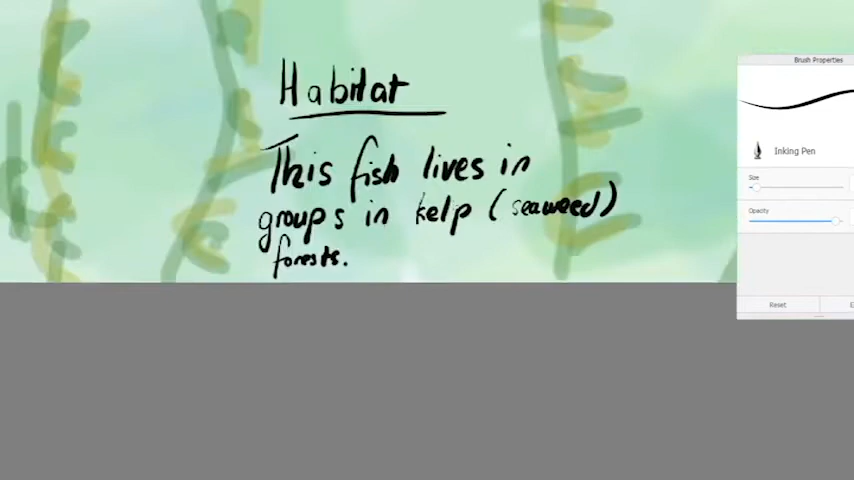 Habitat
This fish lives in
groups in kelp (seaweed)
forests.
Brush Properties
Inking Pen
Size
Opacity
Reset